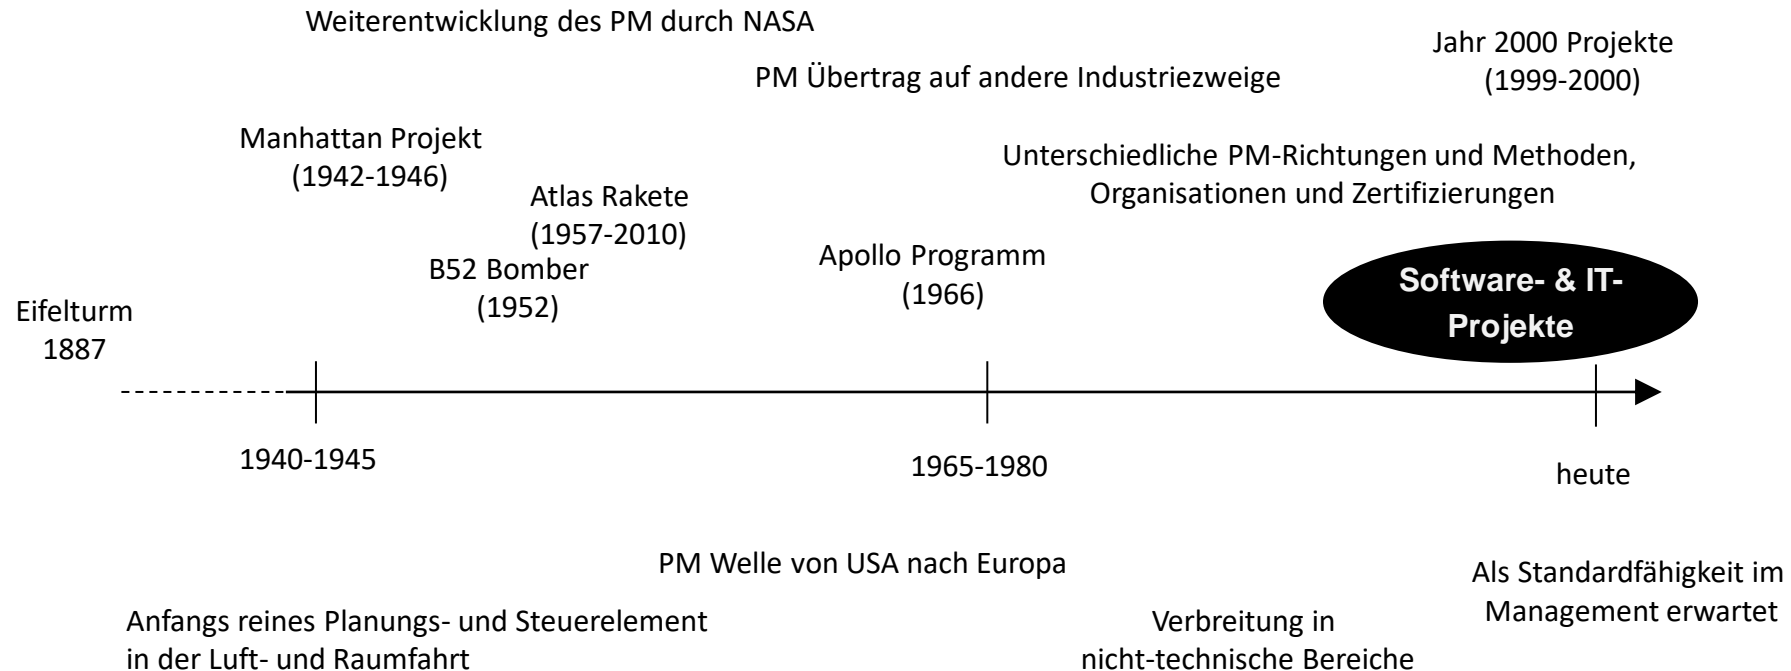 Weiterentwicklung des PM durch NASA
Jahr 2000 Projekte
(1999-2000)
PM Übertrag auf andere Industriezweige
Manhattan Projekt
(1942-1946)
Unterschiedliche PM-Richtungen und Methoden,
Organisationen und Zertifizierungen
Atlas Rakete
(1957-2010)
B52 Bomber
(1952)
Apollo Programm
(1966)
Software- & IT-
Projekte
Eifelturm
1887
1940-1945
1965-1980
heute
PM Welle von USA nach Europa
Als Standardfähigkeit im
Management erwartet
Anfangs reines Planungs- und Steuerelement
in der Luft- und Raumfahrt
Verbreitung in
nicht-technische Bereiche